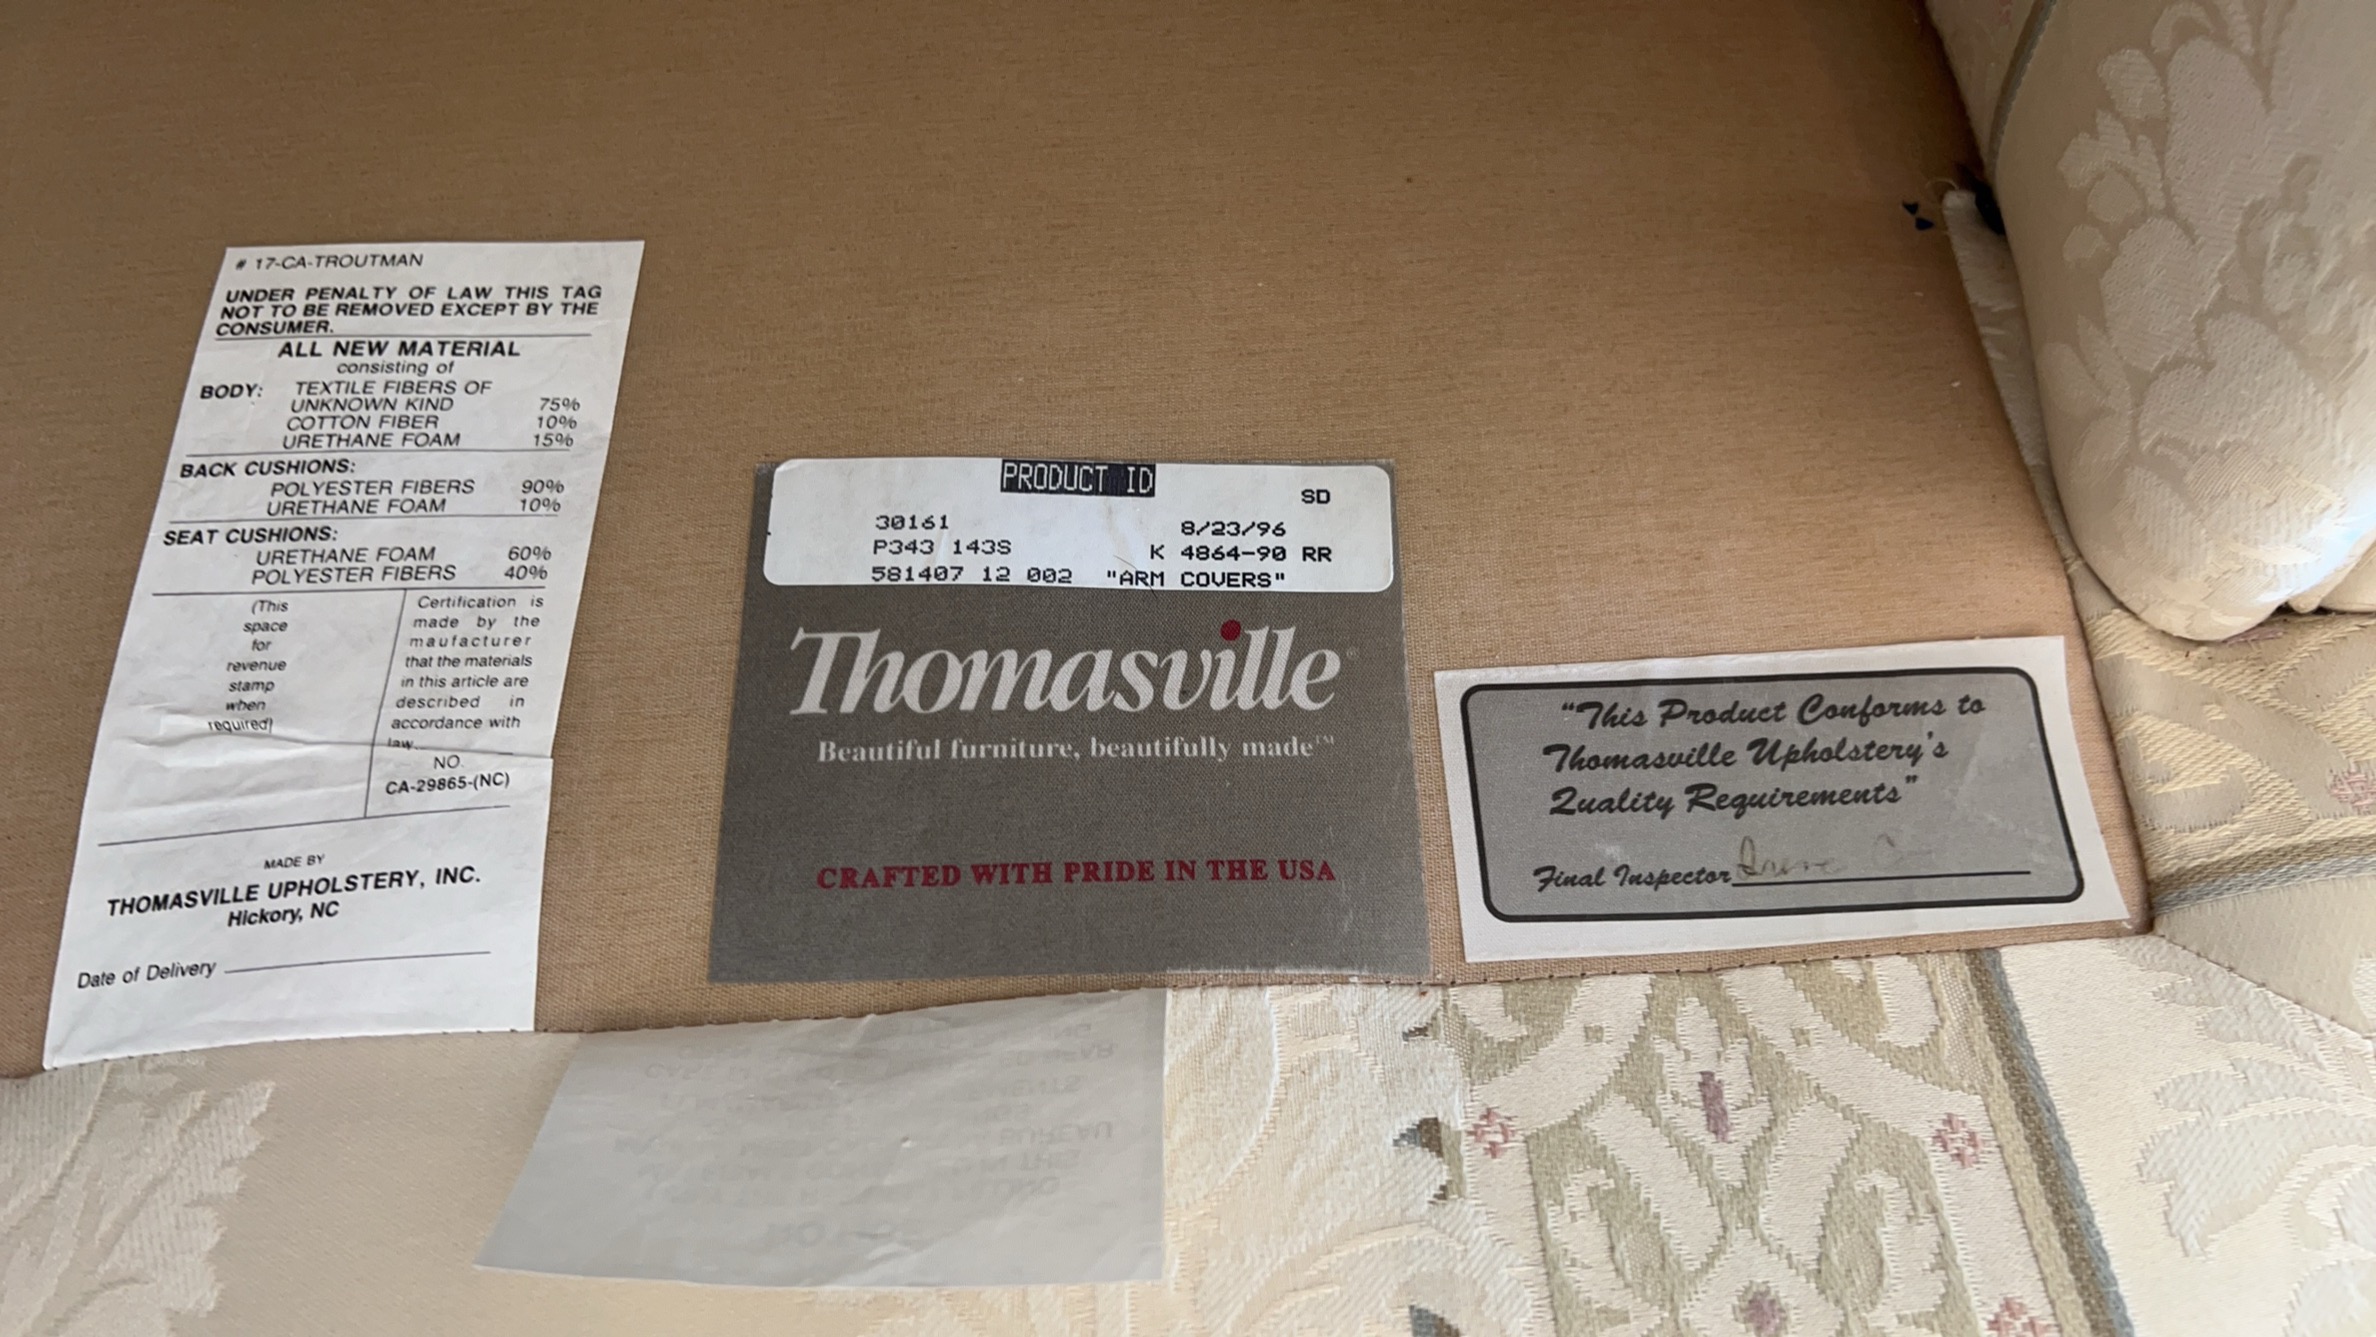 # 17-CA-TROUTMAN
UNDER PENALTY OF LAW THIS TAG
NOT TO BE REMOVED EXCEPT BY THE
CONSUMER.
ALL NEW MATERIAL
consisting of
BODY: TEXTILE FIBERS OF
UNKNOWN KIND 75%
COTTON FIBER 10%
URETHANE FOAM 15%
BACK CUSHIONS:
POLYESTER FIBERS 90%
URETHANE FOAM 10%
SEAT CUSHIONS:
URETHANE FOAM 60%
POLYESTER FIBERS 40%
(This
space
for
revenue
stamp
when
required)
Certification is
made by the
maufacturer
that the materials
in this article are
described in
accordance with
law.
NO.
CA-29865-(NC)
MADE BY
THOMASVILLE UPHOLSTERY, INC.
Hickory, NC
Date of Delivery
PRODUCT ID
SD
30161 8/23/96
P343 143S K 4864-90 RR
581407 12 002 "ARM COVERS"
Thomasville®
Beautiful furniture, beautifully made™
CRAFTED WITH PRIDE IN THE USA
"This Product Conforms to
Thomasville Upholstery's
Quality Requirements"
Final Inspector